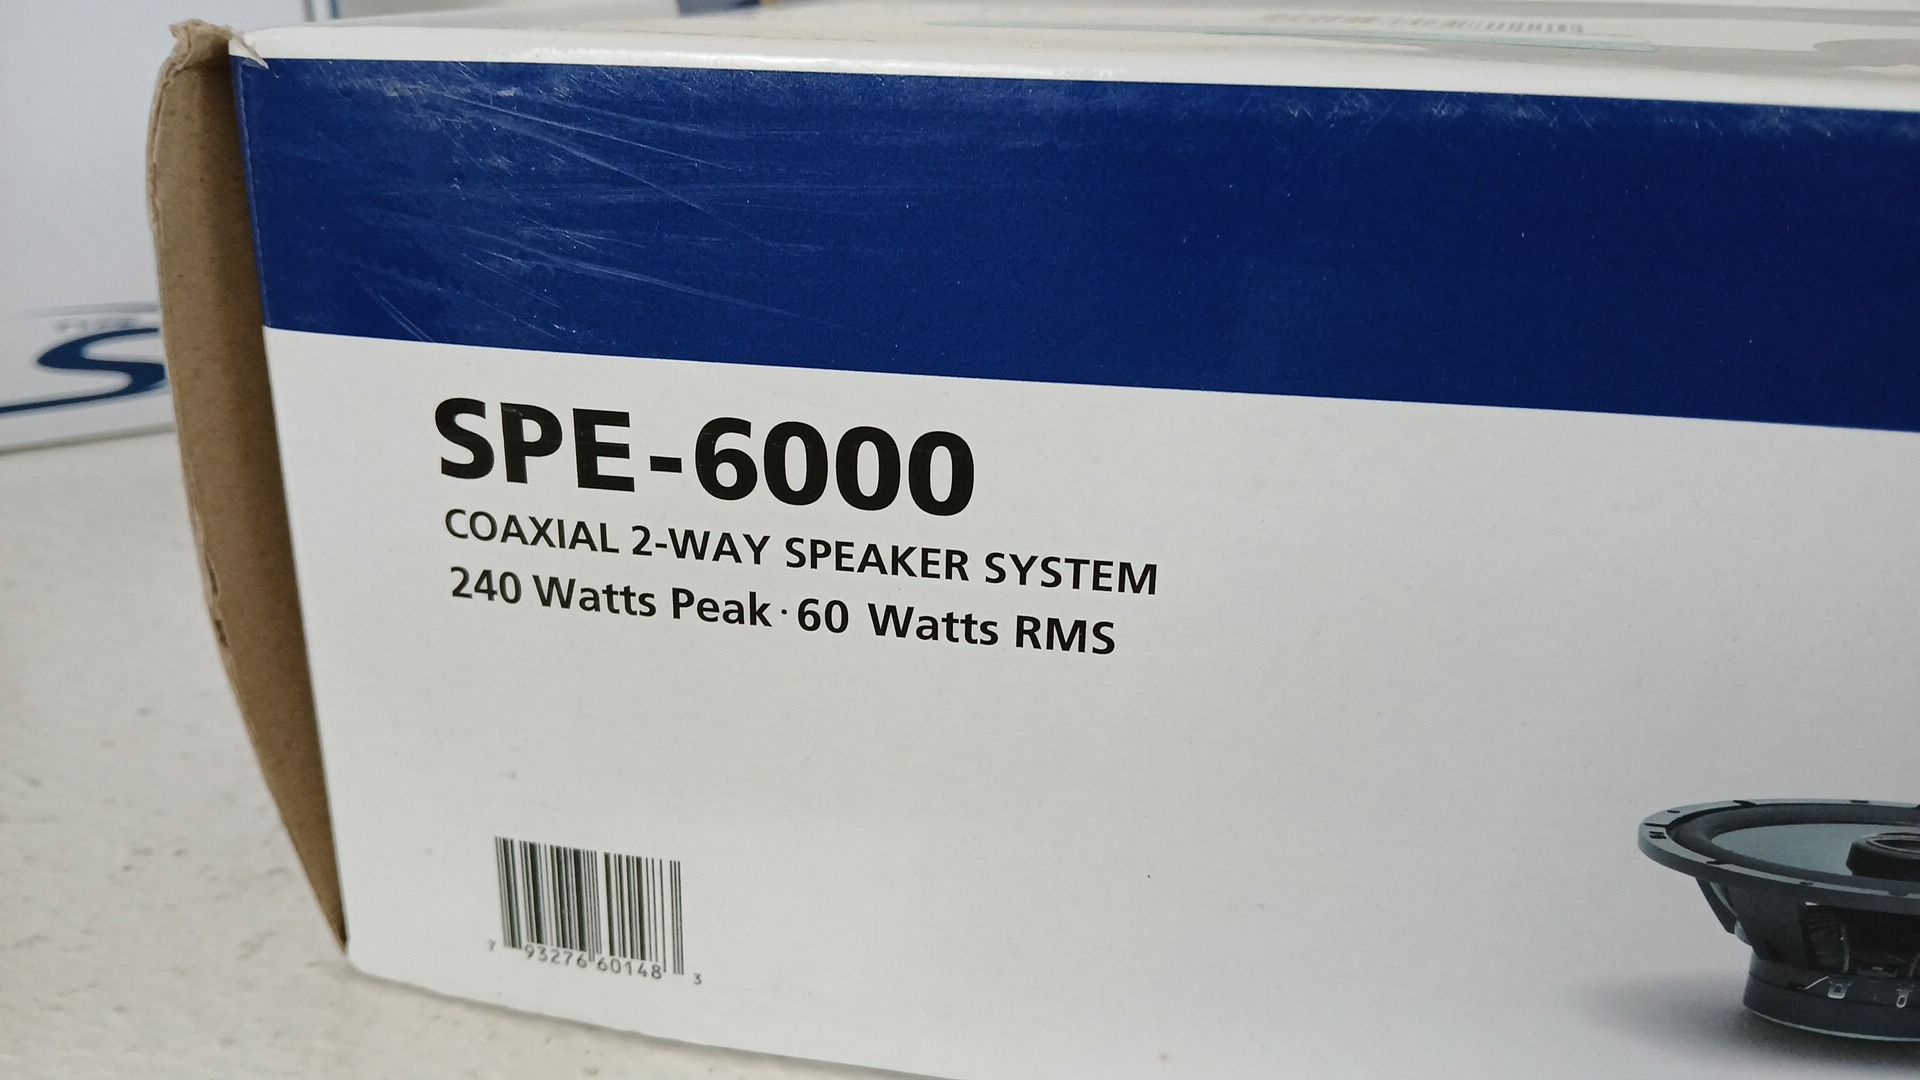 SPE-6000
COAXIAL 2-WAY SPEAKER SYSTEM
240 Watts Peak · 60 Watts RMS
7 93276 60148 3